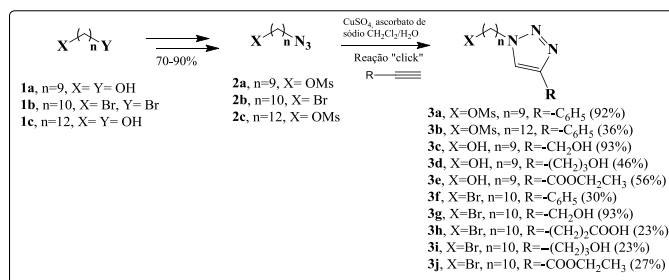 X ( )n Y
70-90%
1a, n=9, X= Y= OH
1b, n=10, X= Br, Y= Br
1c, n=12, X= Y= OH
X ( )n N3
2a, n=9, X= OMs
2b, n=10, X= Br
2c, n=12, X= OMs
CuSO4, ascorbato de
sódio CH2Cl2/H2O
Reação "click"
R
X ( )n N N N
R
3a, X=OMs, n=9, R=-C6H5 (92%)
3b, X=OMs, n=12, R=-C6H5 (36%)
3c, X=OH, n=9, R=-CH2OH (93%)
3d, X=OH, n=9, R=-(CH2)3OH (46%)
3e, X=OH, n=9, R=-COOCH2CH3 (56%)
3f, X=Br, n=10, R=-C6H5 (30%)
3g, X=Br, n=10, R=-CH2OH (93%)
3h, X=Br, n=10, R=-(CH2)2COOH (23%)
3i, X=Br, n=10, R=-(CH2)3OH (23%)
3j, X=Br, n=10, R=-COOCH2CH3 (27%)